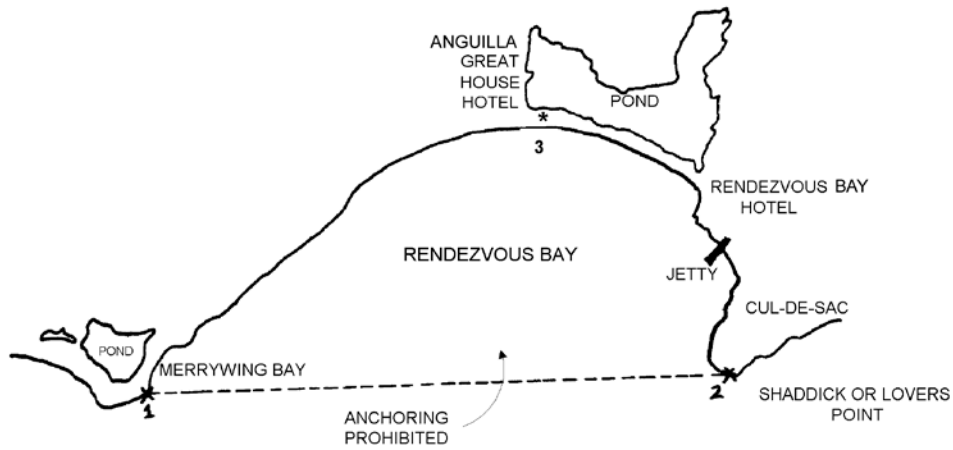 ANGUILLA
GREAT
HOUSE
HOTEL
POND
*
3
RENDEZVOUS BAY
HOTEL
RENDEZVOUS BAY
JETTY
CUL-DE-SAC
POND
MERRYWING BAY
1
2
SHADDICK OR LOVERS
POINT
ANCHORING
PROHIBITED